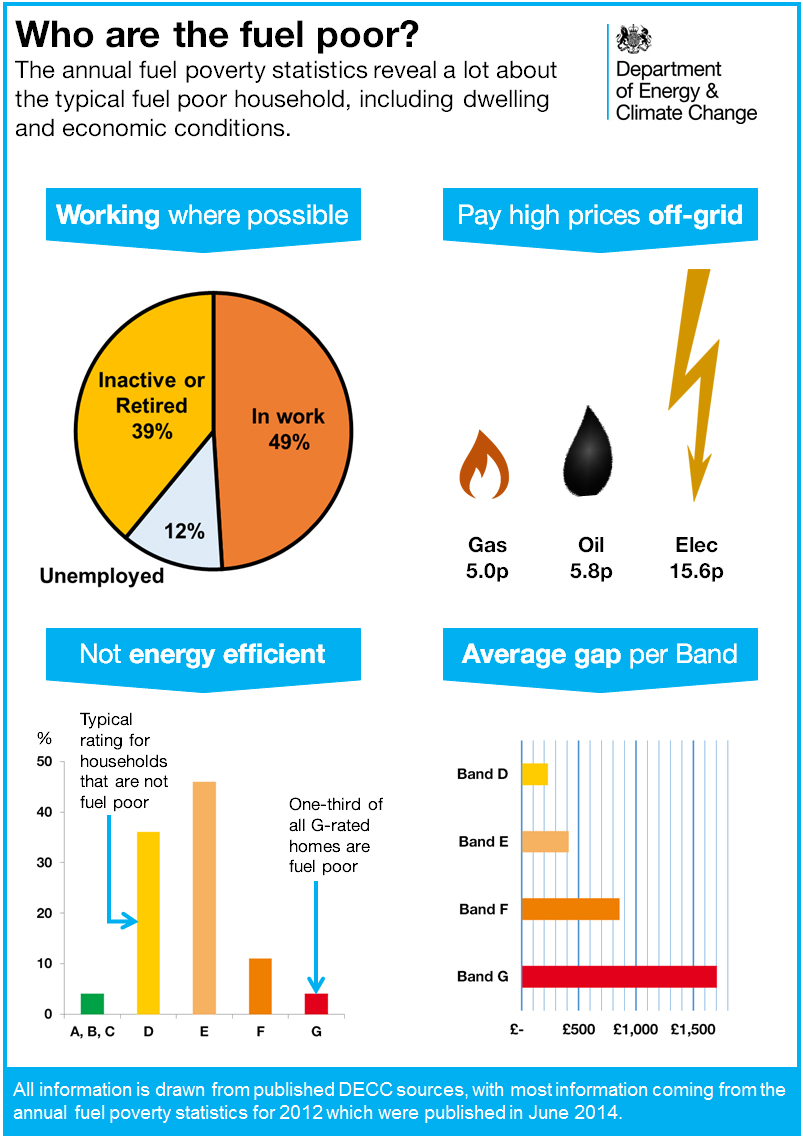 Who are the fuel poor?
The annual fuel poverty statistics reveal a lot about
the typical fuel poor household, including dwelling
and economic conditions.
Department
of Energy &
Climate Change
Working where possible
Inactive or
Retired
39%
In work
49%
12%
Unemployed
Pay high prices off-grid
Gas
5.0p
Oil
5.8p
Elec
15.6p
Not energy efficient
Typical
rating for
households
that are not
fuel poor
One-third of
all G-rated
homes are
fuel poor
%
50
40
30
20
10
0
A, B, C
D
E
F
G
Average gap per Band
Band D
Band E
Band F
Band G
£-
£500
£1,000
£1,500
All information is drawn from published DECC sources, with most information coming from the
annual fuel poverty statistics for 2012 which were published in June 2014.